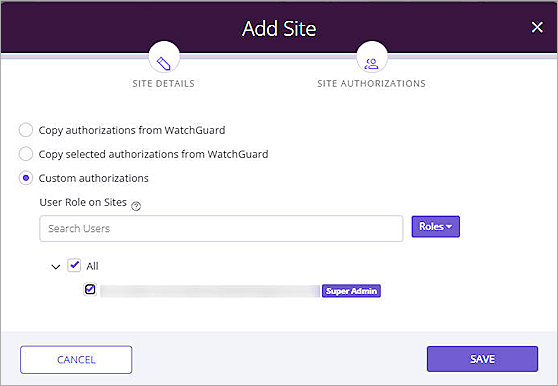 Add Site
SITE DETAILS
SITE AUTHORIZATIONS
Copy authorizations from WatchGuard
Copy selected authorizations from WatchGuard
Custom authorizations
User Role on Sites
Search Users
Roles
All
Super Admin
CANCEL
SAVE